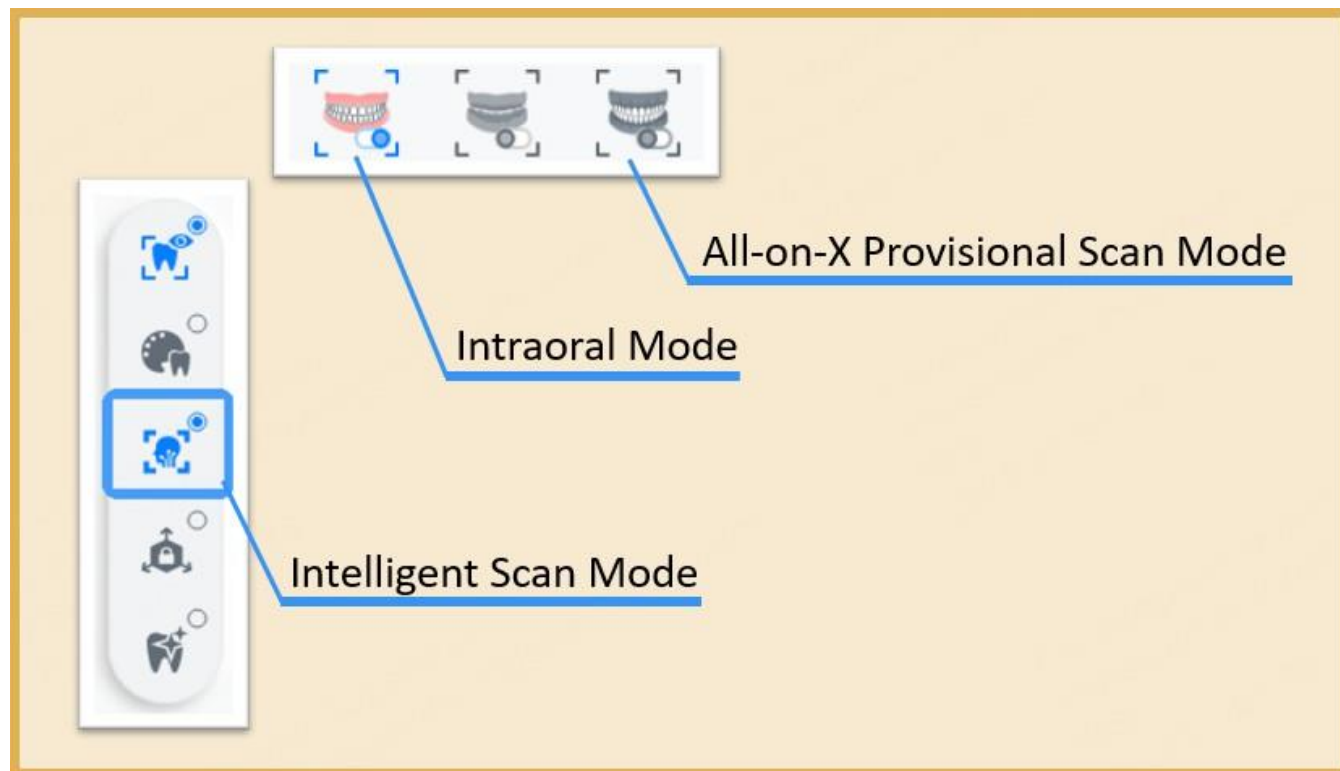 All-on-X Provisional Scan Mode
Intraoral Mode
Intelligent Scan Mode